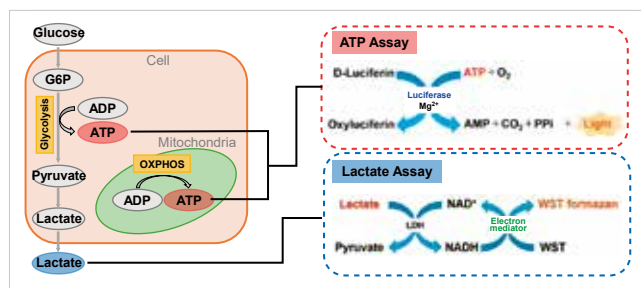 Glucose
Cell
G6P
Glycolysis
ADP
ATP
Mitochondria
OXPHOS
Pyruvate
ADP
ATP
Lactate
Lactate
ATP Assay
D-Luciferin
ATP + O₂
Luciferase
Mg²⁺
Oxyluciferin
AMP + CO₂ + PPi + Light
Lactate Assay
Lactate
NAD⁺
WST formazan
LDH
Electron
mediator
Pyruvate
NADH
WST